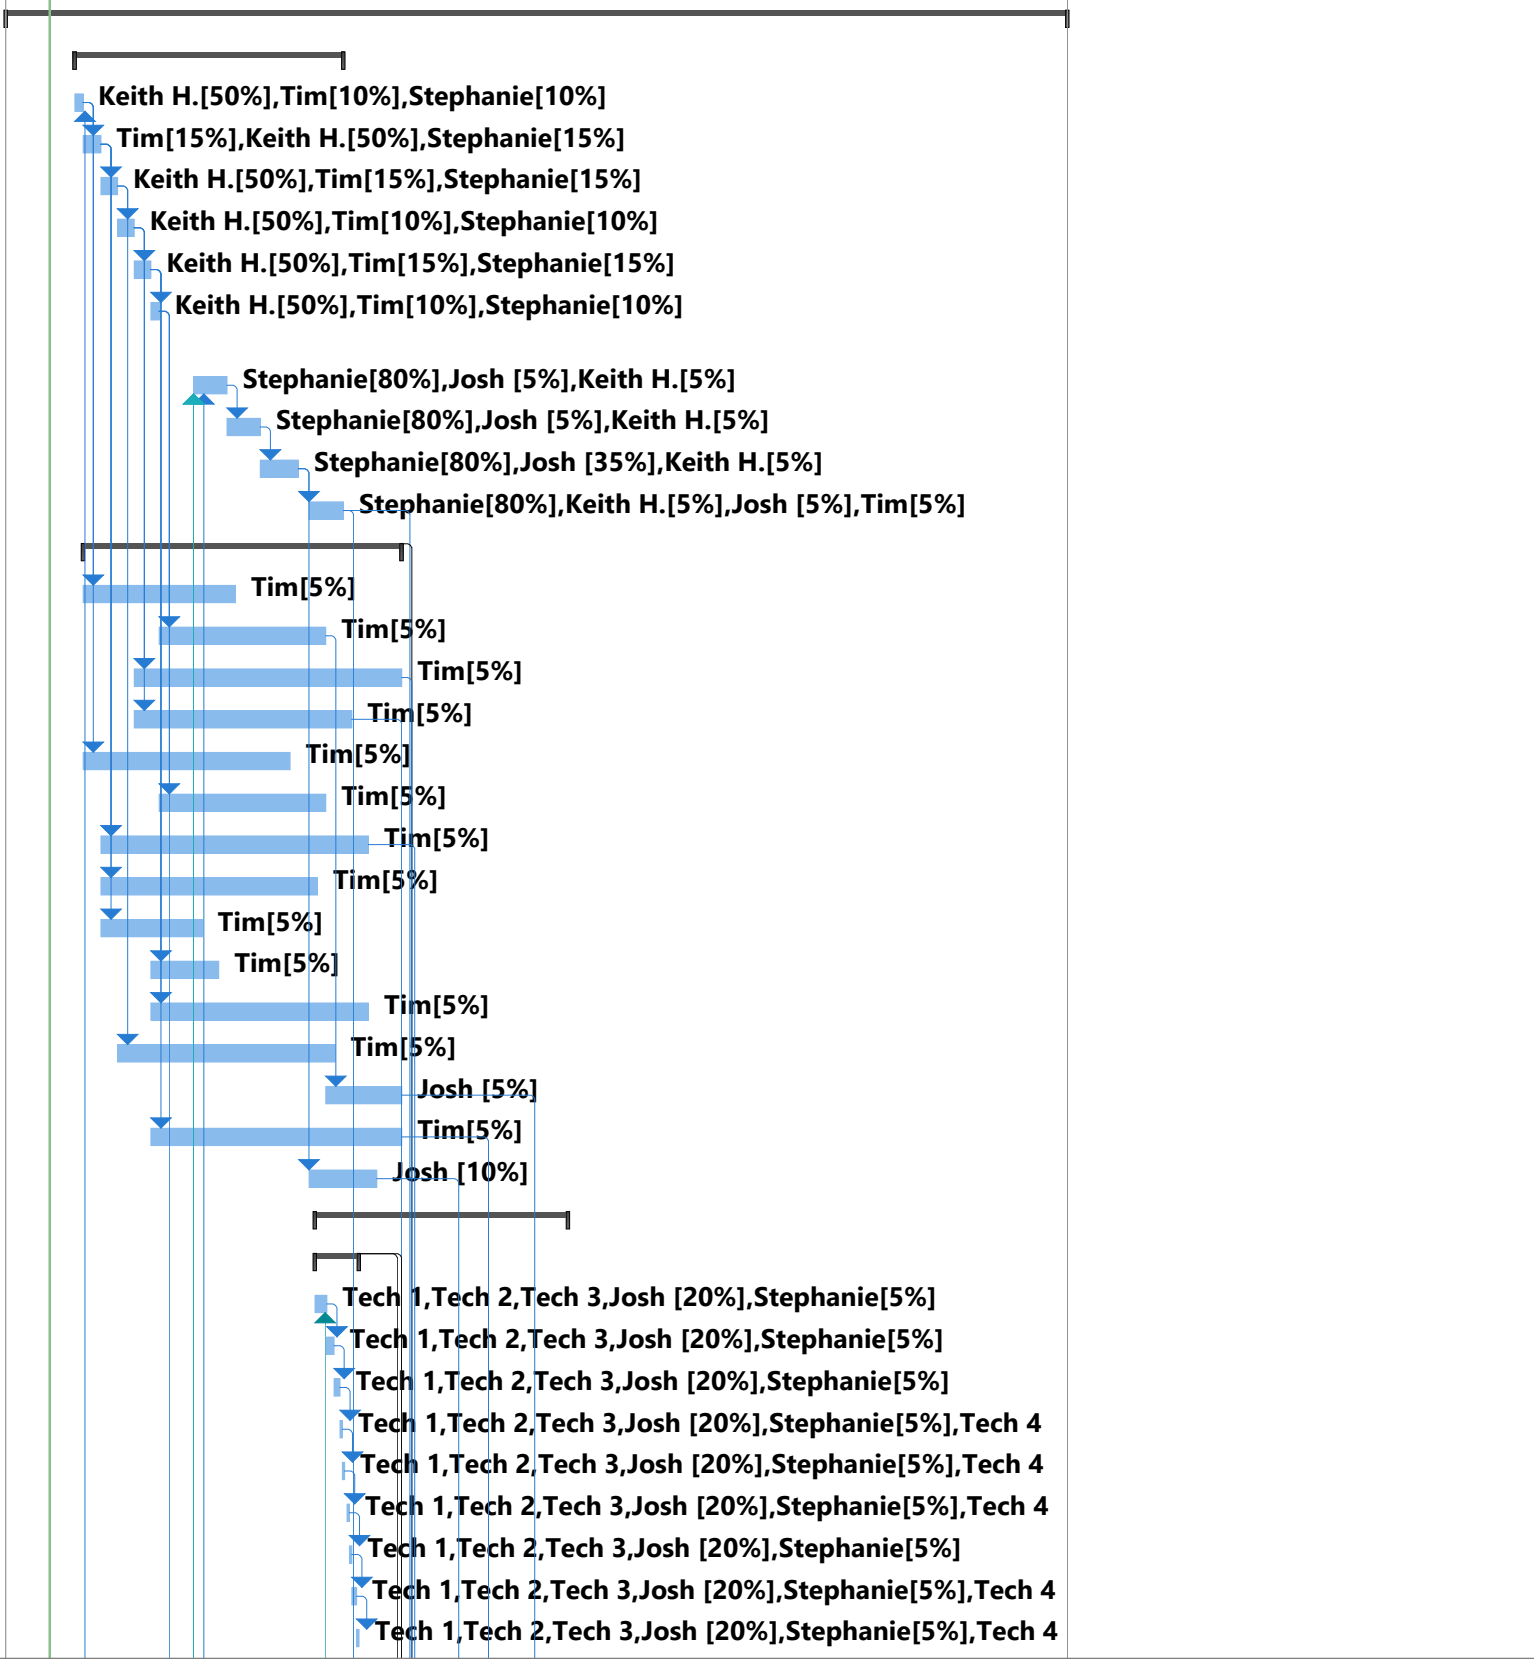 Keith H.[50%],Tim[10%],Stephanie[10%]
Tim[15%],Keith H.[50%],Stephanie[15%]
Keith H.[50%],Tim[15%],Stephanie[15%]
Keith H.[50%],Tim[10%],Stephanie[10%]
Keith H.[50%],Tim[15%],Stephanie[15%]
Keith H.[50%],Tim[10%],Stephanie[10%]
Stephanie[80%],Josh [5%],Keith H.[5%]
Stephanie[80%],Josh [5%],Keith H.[5%]
Stephanie[80%],Josh [35%],Keith H.[5%]
Stephanie[80%],Keith H.[5%],Josh [5%],Tim[5%]
Tim[5%]
Tim[5%]
Tim[5%]
Tim[5%]
Tim[5%]
Tim[5%]
Tim[5%]
Tim[5%]
Tim[5%]
Tim[5%]
Tim[5%]
Tim[5%]
Josh [5%]
Tim[5%]
Josh [10%]
Tech 1,Tech 2,Tech 3,Josh [20%],Stephanie[5%]
Tech 1,Tech 2,Tech 3,Josh [20%],Stephanie[5%]
Tech 1,Tech 2,Tech 3,Josh [20%],Stephanie[5%]
Tech 1,Tech 2,Tech 3,Josh [20%],Stephanie[5%],Tech 4
Tech 1,Tech 2,Tech 3,Josh [20%],Stephanie[5%],Tech 4
Tech 1,Tech 2,Tech 3,Josh [20%],Stephanie[5%],Tech 4
Tech 1,Tech 2,Tech 3,Josh [20%],Stephanie[5%]
Tech 1,Tech 2,Tech 3,Josh [20%],Stephanie[5%],Tech 4
Tech 1,Tech 2,Tech 3,Josh [20%],Stephanie[5%],Tech 4